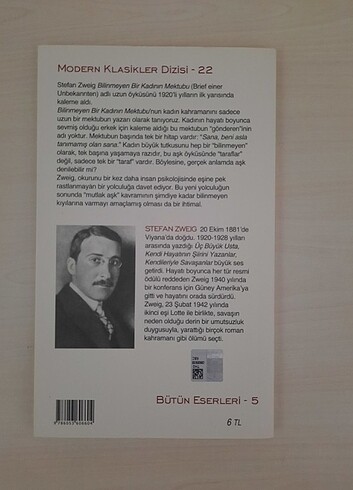 MODERN KLASİKLER DİZİSİ - 22
Stefan Zweig Bilinmeyen Bir Kadının Mektubu (Brief einer
Unbekannten) adlı uzun öyküsünü 1920'li yılların ilk yarısında
kaleme aldı.
Bilinmeyen Bir Kadının Mektubu'nun kadın kahramanını sadece
uzun bir mektubun yazarı olarak tanıyoruz. Kadının hayatı boyunca
sevmiş olduğu erkek için kaleme aldığı bu mektubun "gönderen"inin
adı yoktur. Mektubun başında tek bir hitap vardır: "Sana, beni asla
tanımamış olan sana." Kadın büyük tutkusunu hep bir "bilinmeyen"
olarak, tek başına yaşamaya razıdır, bu aşk öyküsünde "taraflar"
değil, sadece tek bir "taraf" vardır. Böylesine, gerçek anlamda aşk
denilebilir mi?
Zweig, okurunu bir kez daha insan psikolojisinde eşine pek
rastlanmayan bir yolculuğa davet ediyor. Bu yeni yolculuğun
sonunda "mutlak aşk" kavramının şimdiye kadar bilinmeyen
kıyılarına varmayı amaçlamış olması da bir ihtimal.
STEFAN ZWEIG 20 Ekim 1881'de
Viyana'da doğdu. 1920-1928 yılları
arasında yazdığı Üç Büyük Usta,
Kendi Hayatının Şiirini Yazanlar,
Kendileriyle Savaşanlar büyük ses
getirdi. Hayatı boyunca her tür resmi
ödülü reddeden Zweig 1940 yılında
bir konferans için Güney Amerika'ya
gitti ve hayatını orada sürdürdü.
Zweig, 23 Şubat 1942 yılında
ikinci eşi Lotte ile birlikte, savaşın
neden olduğu derin bir umutsuzluk
duygusuyla, yarattığı birçok roman
kahramanı gibi ölümü seçti.
BÜTÜN ESERLERİ - 5
6 TL
9 786053 606604